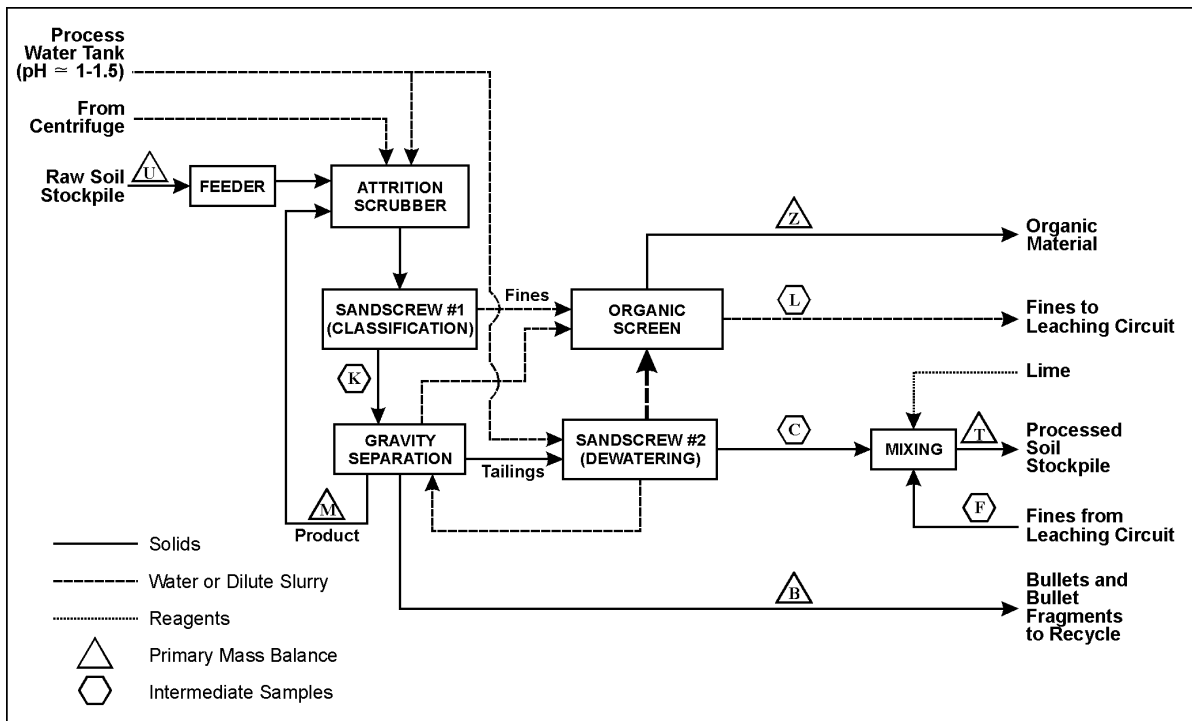 Process
Water Tank
(pH ≃ 1-1.5)
From
Centrifuge
Raw Soil
Stockpile
U
FEEDER
ATTRITION
SCRUBBER
SANDSCREW #1
(CLASSIFICATION)
Fines
ORGANIC
SCREEN
Z
Organic
Material
L
Fines to
Leaching Circuit
K
Lime
GRAVITY
SEPARATION
Tailings
SANDSCREW #2
(DEWATERING)
C
MIXING
T
Processed
Soil
Stockpile
M
Product
F
Fines from
Leaching Circuit
B
Bullets and
Bullet
Fragments
to Recycle
Solids
Water or Dilute Slurry
Reagents
Primary Mass Balance
Intermediate Samples